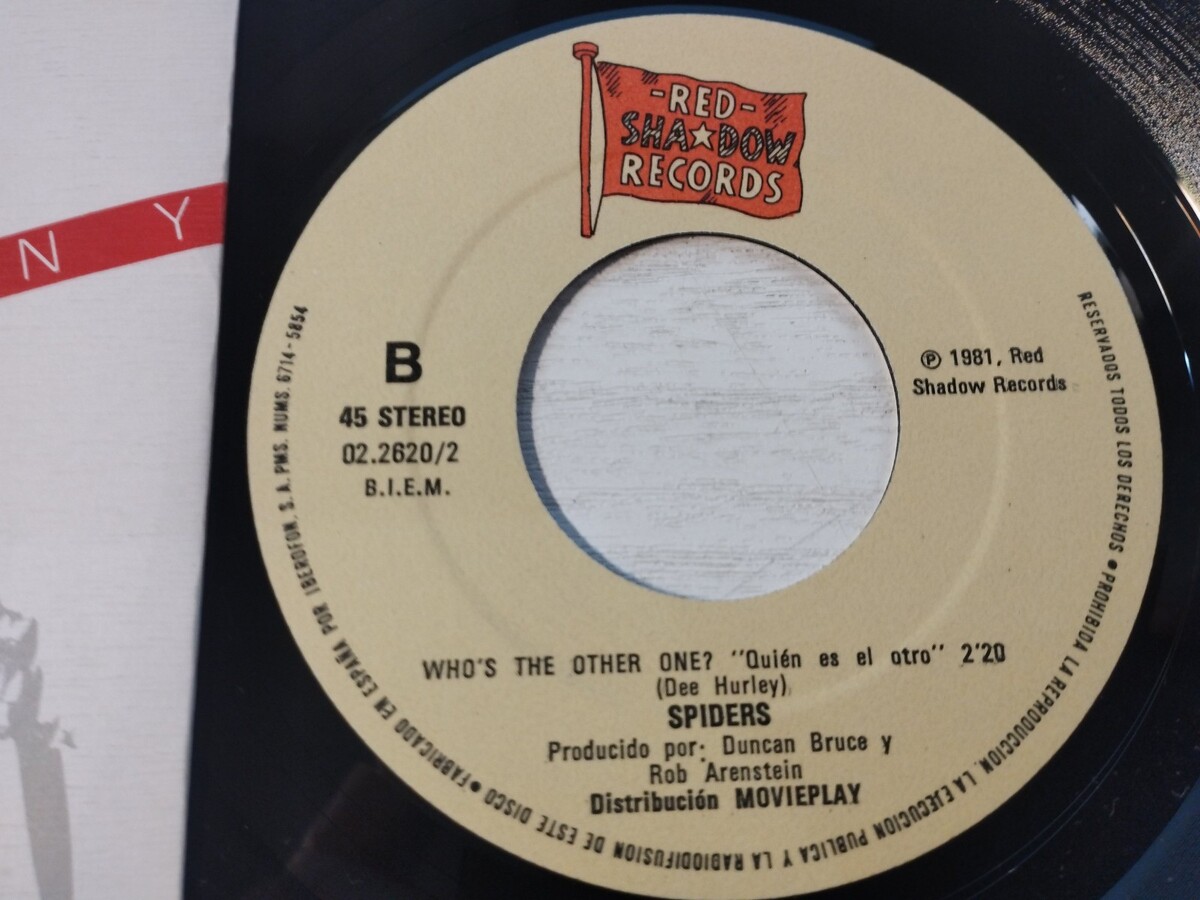 N Y
-RED-
SHA★DOW
RECORDS
B
45 STEREO
02.2620/2
B.I.E.M.
Ⓟ 1981, Red
Shadow Records
WHO'S THE OTHER ONE? "Quién es el otro" 2'20
(Dee Hurley)
SPIDERS
Producido por: Duncan Bruce y
Rob Arenstein
Distribución MOVIEPLAY
RESERVADOS TODOS LOS DERECHOS • PROHIBIDA LA REPRODUCCION, LA EJECUCION PUBLICA Y LA RADIODIFUSION DE ESTE DISCO • FABRICADO EN ESPAÑA POR IBEROFON, S. A. PMS. NUMS. 6714-5854